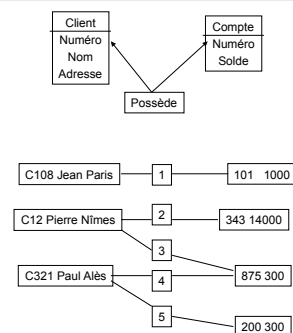 Client
Numéro
Nom
Adresse
Compte
Numéro
Solde
Possède
C108 Jean Paris 1 101 1000
C12 Pierre Nîmes 2 343 14000
3
C321 Paul Alès 4 875 300
5
200 300